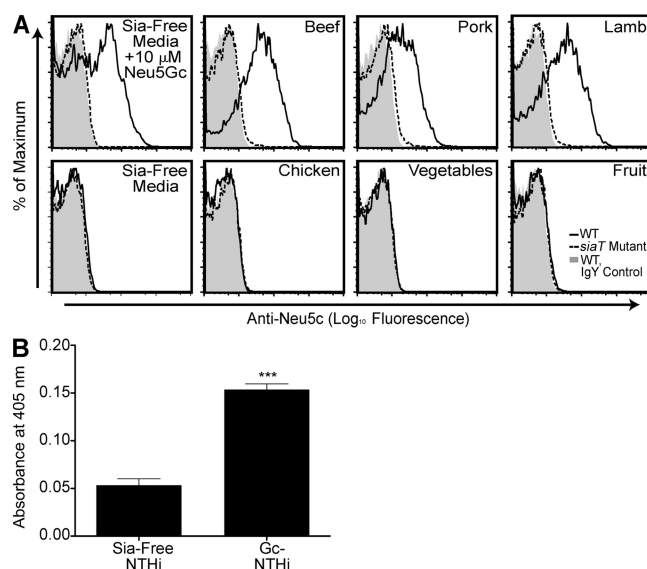 A
Sia-Free
Media
+10 μM
Neu5Gc
Beef
Pork
Lamb
% of Maximum
Sia-Free
Media
Chicken
Vegetables
Fruit
WT
siaT Mutant
WT,
IgY Control
Anti-Neu5c (Log₁₀ Fluorescence)
B
Absorbance at 405 nm
0.20
0.15
0.10
0.05
0.00
***
Sia-Free
NTHi
Gc-
NTHi